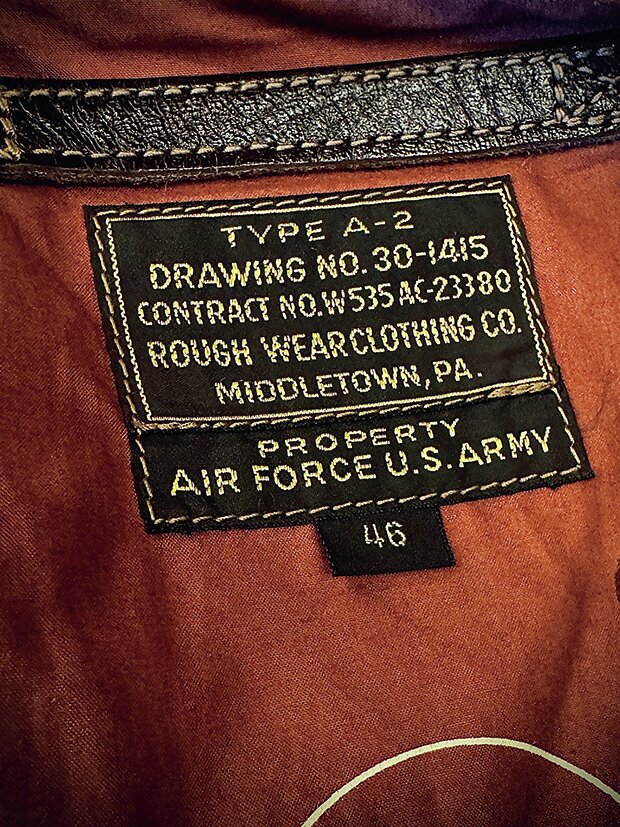 TYPE A-2
DRAWING NO. 30-1415
CONTRACT NO. W535 AC-23380
ROUGH WEAR CLOTHING CO.
MIDDLETOWN, PA.
PROPERTY
AIR FORCE U.S. ARMY
46